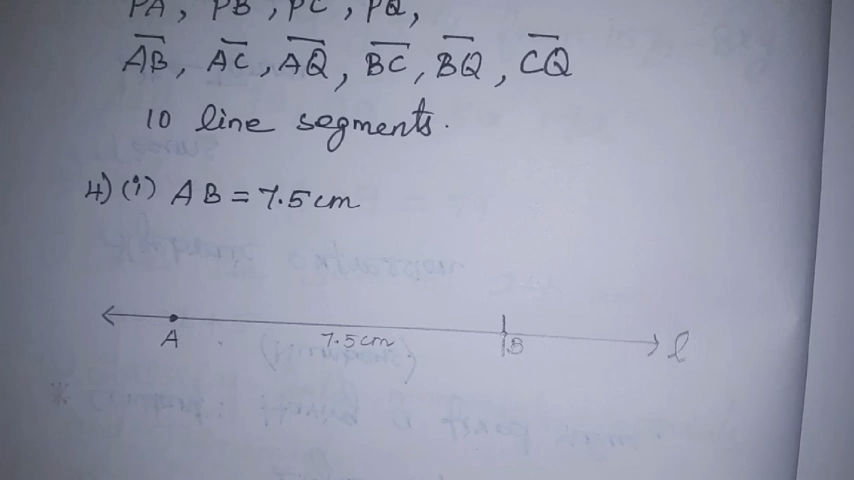 PA, PB, PC, PQ,
AB, AC, AQ, BC, BQ, CQ
10 line segments.
4) (i) AB = 7.5 cm
A 7.5 cm B l